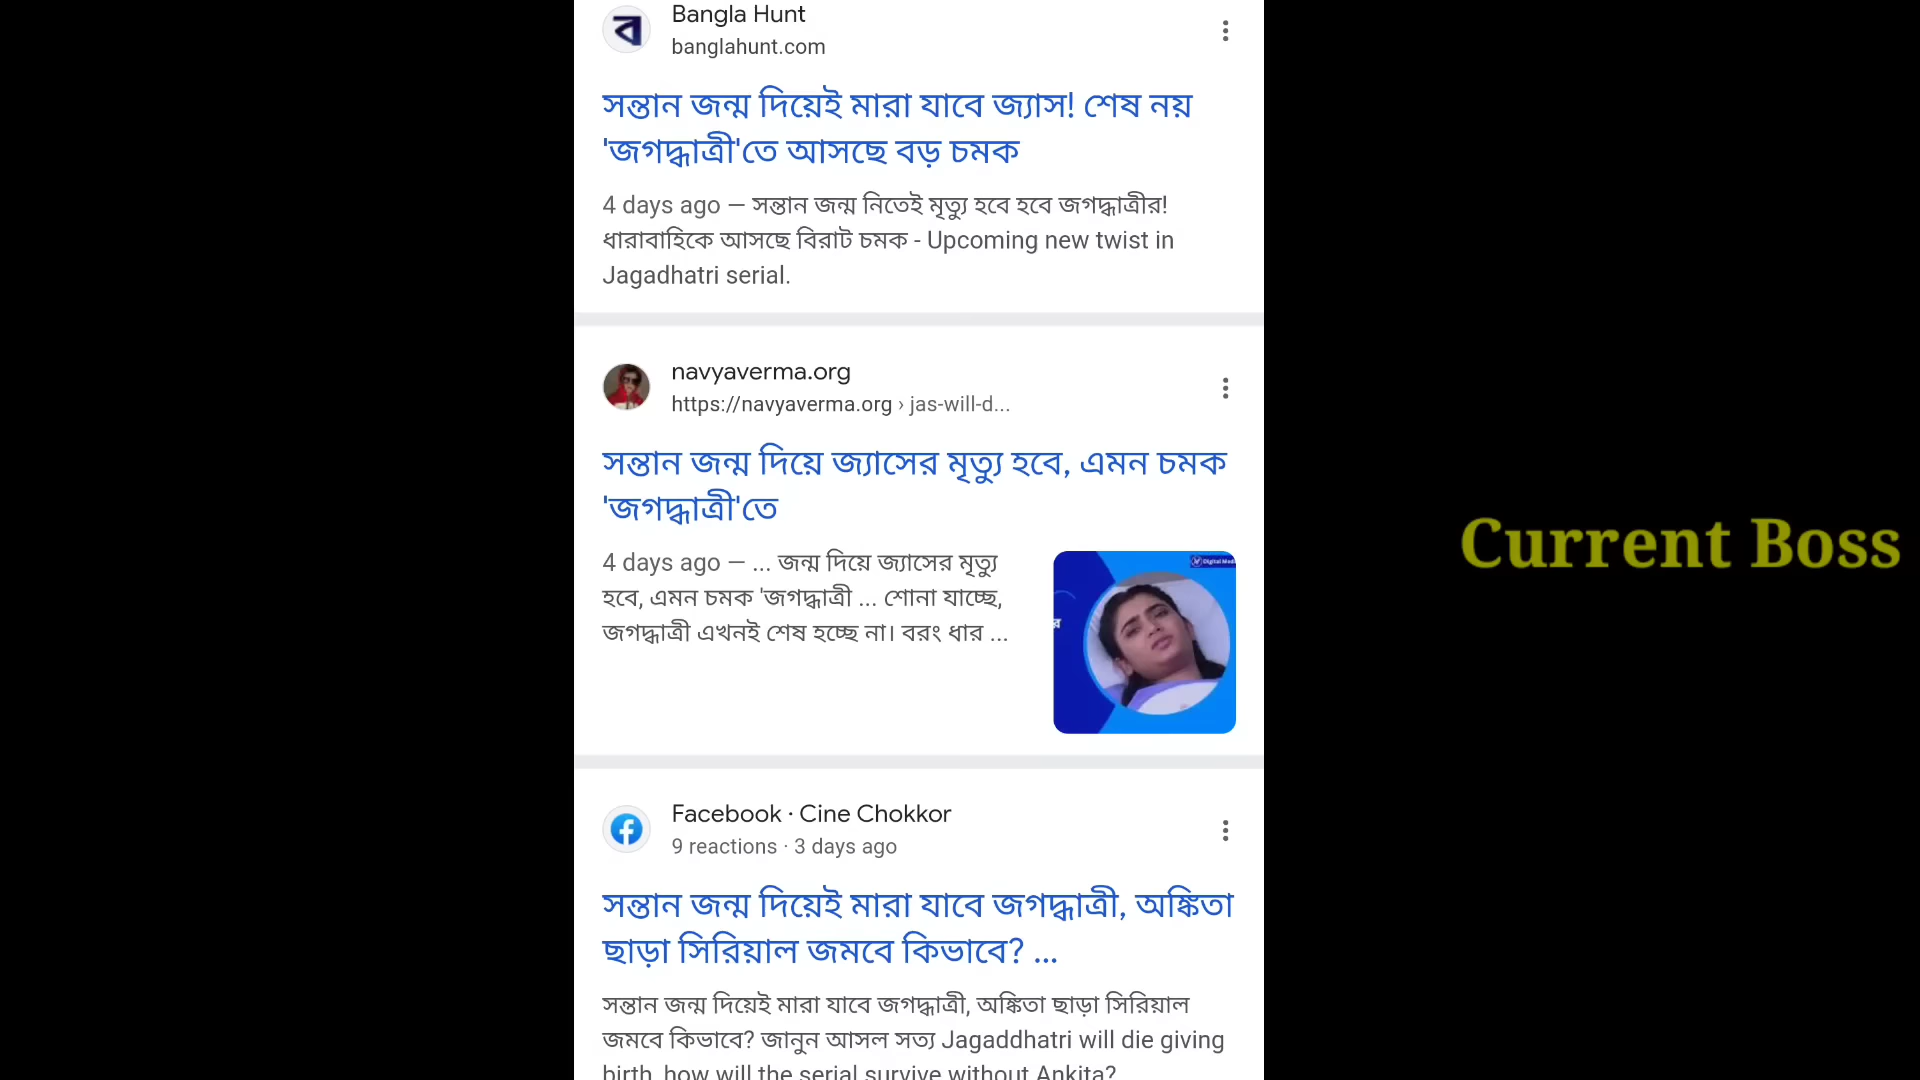 Bangla Hunt
banglahunt.com
সন্তান জন্ম দিয়েই মারা যাবে জ্যাস! শেষ নয়
'জগদ্ধাত্রী'তে আসছে বড় চমক
4 days ago — সন্তান জন্ম নিতেই মৃত্যু হবে হবে জগদ্ধাত্রীর!
ধারাবাহিকে আসছে বিরাট চমক - Upcoming new twist in
Jagadhatri serial.
navyaverma.org
https://navyaverma.org › jas-will-d...
সন্তান জন্ম দিয়ে জ্যাসের মৃত্যু হবে, এমন চমক
'জগদ্ধাত্রী'তে
4 days ago — ... জন্ম দিয়ে জ্যাসের মৃত্যু
হবে, এমন চমক 'জগদ্ধাত্রী ... শোনা যাচ্ছে,
জগদ্ধাত্রী এখনই শেষ হচ্ছে না। বরং ধার ...
Digital Medi
Current Boss
Facebook · Cine Chokkor
9 reactions · 3 days ago
সন্তান জন্ম দিয়েই মারা যাবে জগদ্ধাত্রী, অঙ্কিতা
ছাড়া সিরিয়াল জমবে কিভাবে? ...
সন্তান জন্ম দিয়েই মারা যাবে জগদ্ধাত্রী, অঙ্কিতা ছাড়া সিরিয়াল
জমবে কিভাবে? জানুন আসল সত্য Jagaddhatri will die giving
birth, how will the serial survive without Ankita?